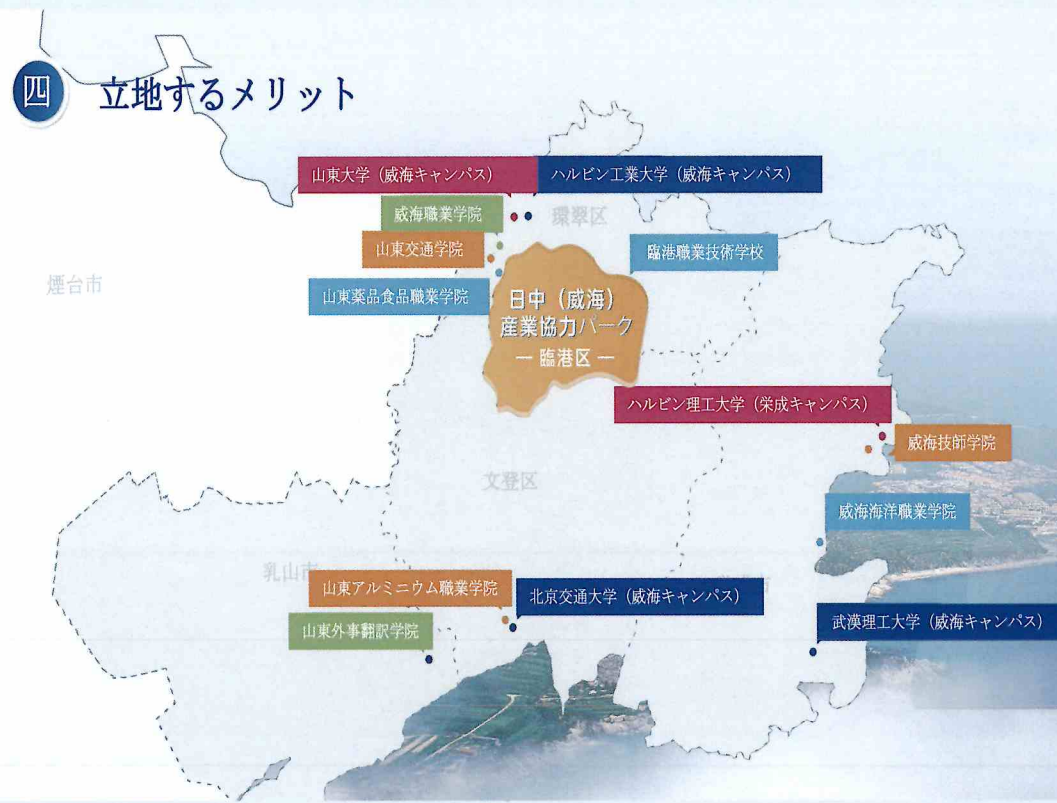 四 立地するメリット
山東大学（威海キャンパス）
ハルビン工業大学（威海キャンパス）
威海職業学院
環翠区
山東交通学院
臨港職業技術学校
煙台市
山東薬品食品職業学院
日中（威海）
産業協力パーク
— 臨港区 —
ハルビン理工大学（栄成キャンパス）
威海技師学院
文登区
威海海洋職業学院
乳山市
山東アルミニウム職業学院
北京交通大学（威海キャンパス）
山東外事翻訳学院
武漢理工大学（威海キャンパス）